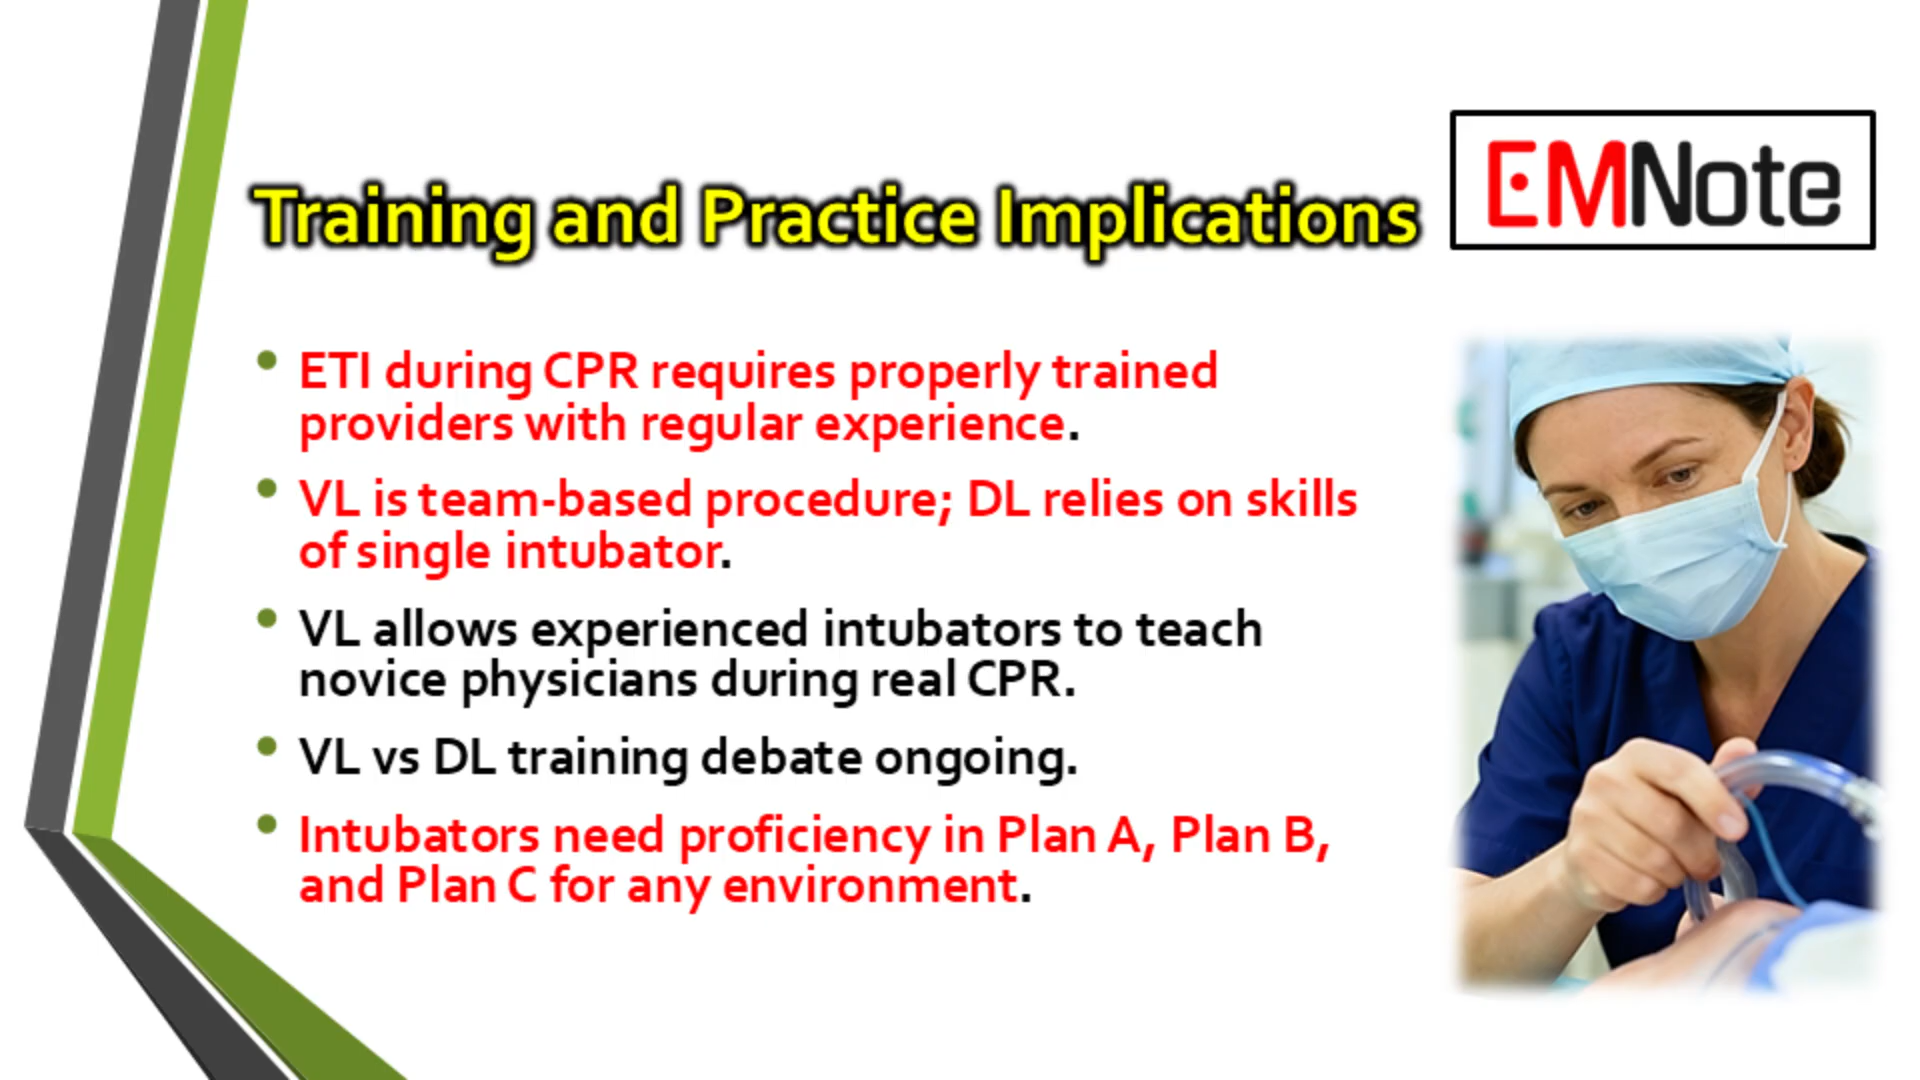 EMNote
Training and Practice Implications
• ETI during CPR requires properly trained
providers with regular experience.
• VL is team-based procedure; DL relies on skills
of single intubator.
• VL allows experienced intubators to teach
novice physicians during real CPR.
• VL vs DL training debate ongoing.
• Intubators need proficiency in Plan A, Plan B,
and Plan C for any environment.